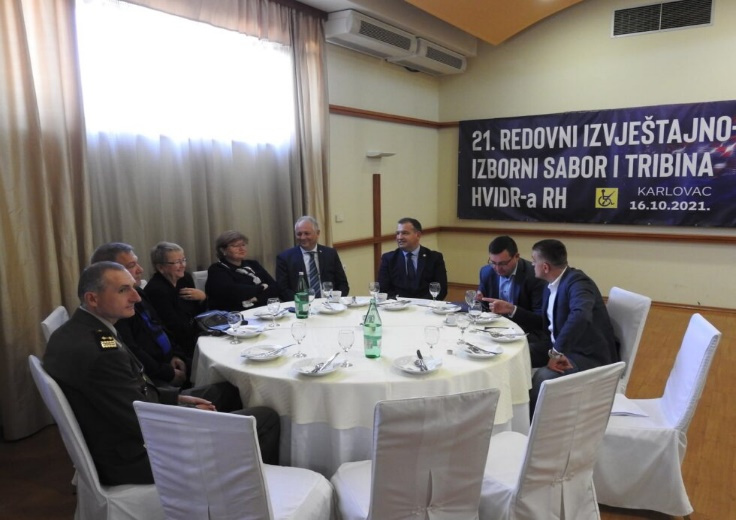 21. REDOVNI IZVJEŠTAJNO-
IZBORNI SABOR I TRIBINA
HVIDR-a RH
KARLOVAC
16.10.2021.